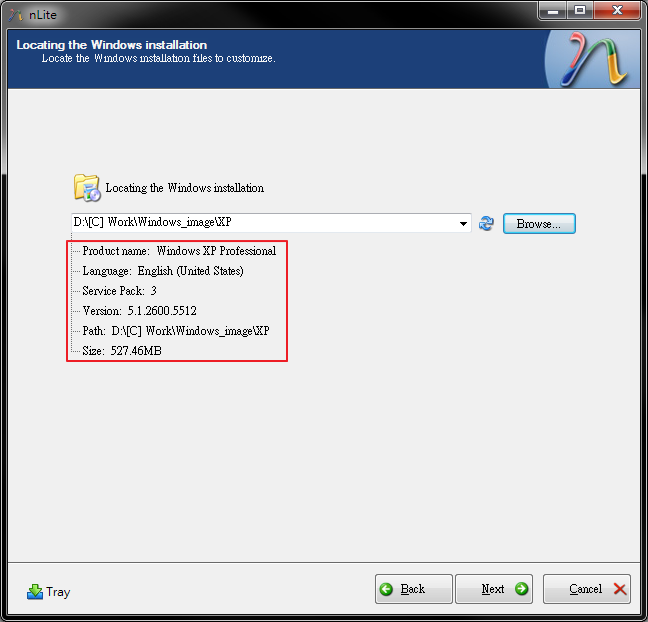 nLite
Locating the Windows installation
Locate the Windows installation files to customize.
Locating the Windows installation
D:\[C] Work\Windows_image\XP
Browse...
Product name: Windows XP Professional
Language: English (United States)
Service Pack: 3
Version: 5.1.2600.5512
Path: D:\[C] Work\Windows_image\XP
Size: 527.46MB
Tray
Back
Next
Cancel